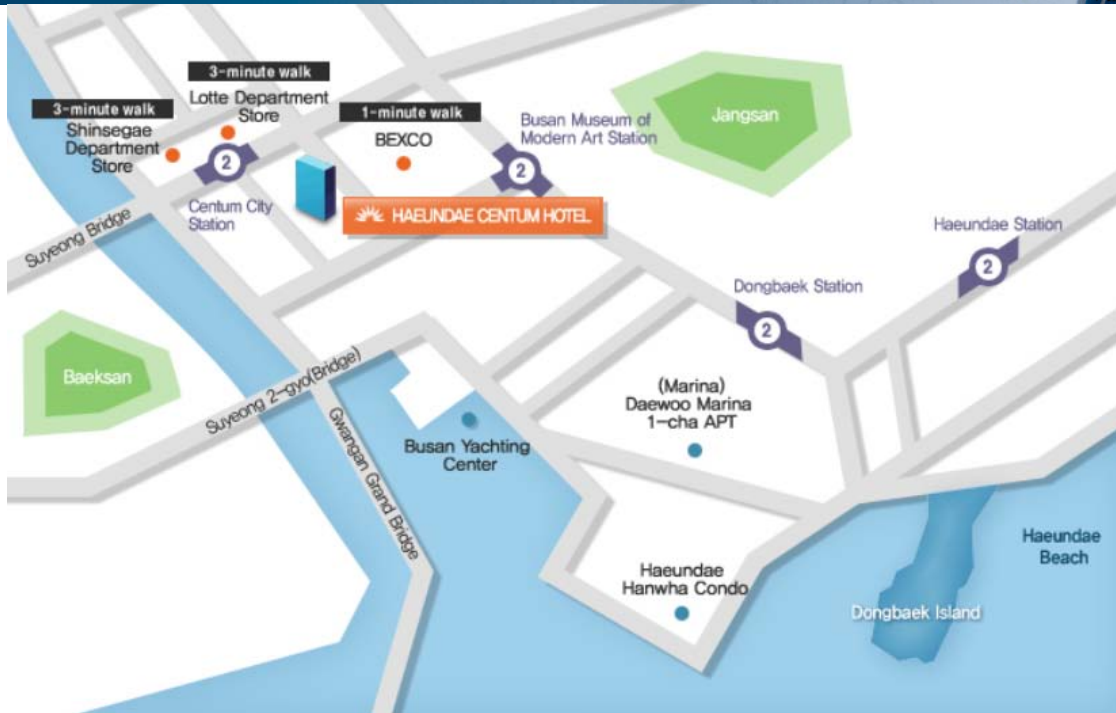 3-minute walk
Lotte Department
Store
3-minute walk
Shinsegae
Department
Store
1-minute walk
BEXCO
Busan Museum of
Modern Art Station
2
Jangsan
2
Centum City
Station
HAEUNDAE CENTUM HOTEL
Suyeong Bridge
Haeundae Station
2
Dongbaek Station
2
Baeksan
Suyeong 2-gyo(Bridge)
(Marina)
Daewoo Marina
1-cha APT
Gwangan Grand Bridge
Busan Yachting
Center
Haeundae
Beach
Haeundae
Hanwha Condo
Dongbaek Island